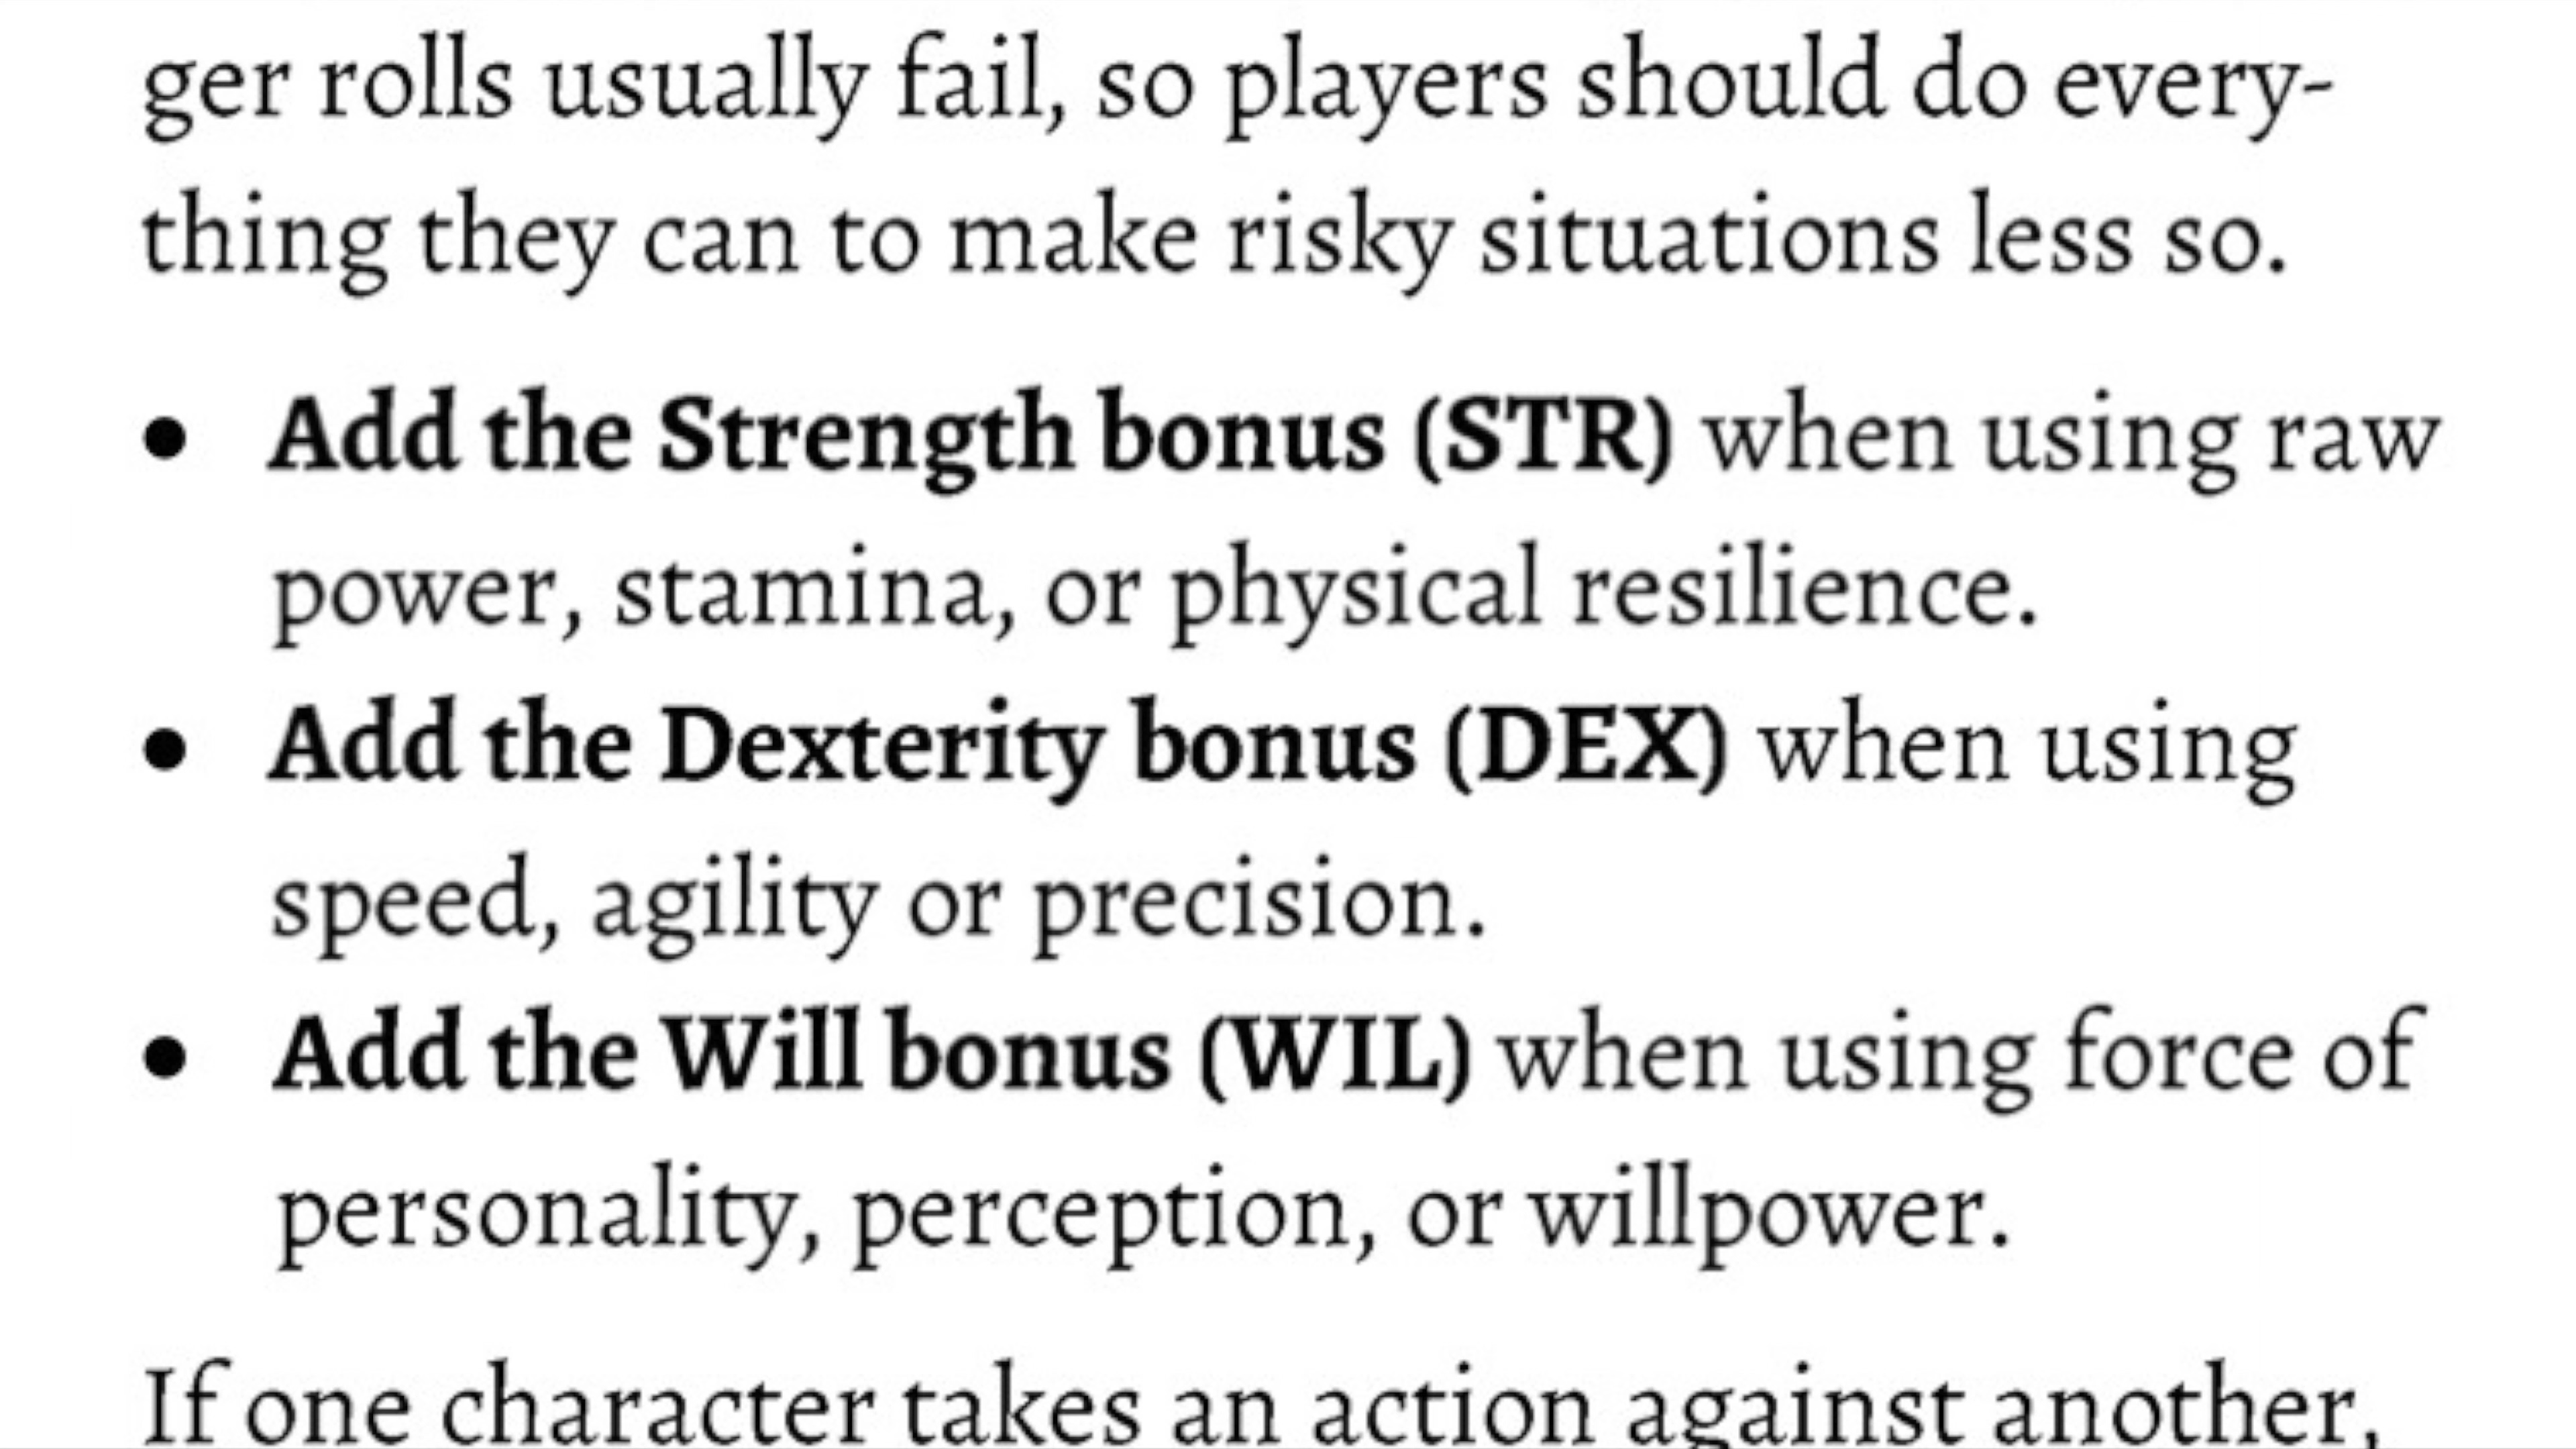 ger rolls usually fail, so players should do every-
thing they can to make risky situations less so.
● Add the Strength bonus (STR) when using raw
power, stamina, or physical resilience.
● Add the Dexterity bonus (DEX) when using
speed, agility or precision.
● Add the Will bonus (WIL) when using force of
personality, perception, or willpower.
If one character takes an action against another,